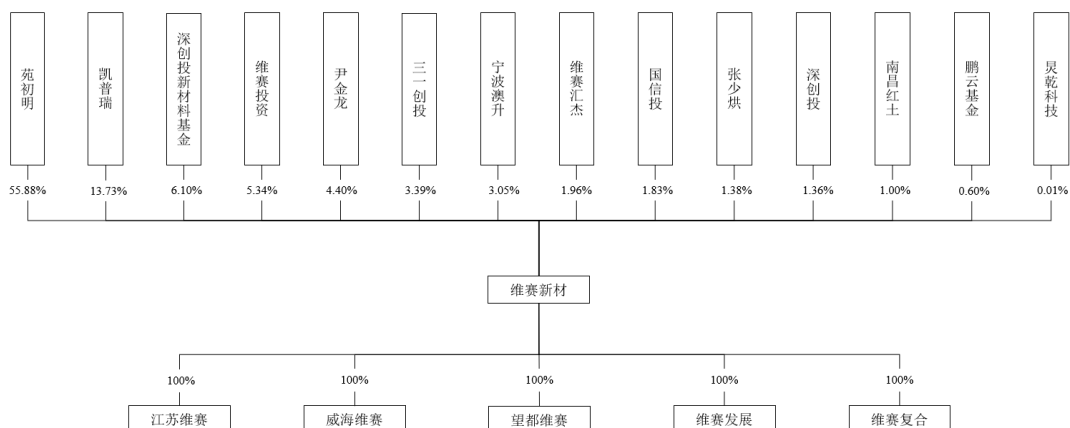 苑初明
凯普瑞
深创投新材料基金
维赛投资
尹金龙
三一创投
宁波澳升
维赛汇杰
国信投
张少烘
深创投
南昌红土
鹏云基金
炅乾科技
55.88%
13.73%
6.10%
5.34%
4.40%
3.39%
3.05%
1.96%
1.83%
1.38%
1.36%
1.00%
0.60%
0.01%
维赛新材
100%
100%
100%
100%
100%
江苏维赛
威海维赛
望都维赛
维赛发展
维赛复合